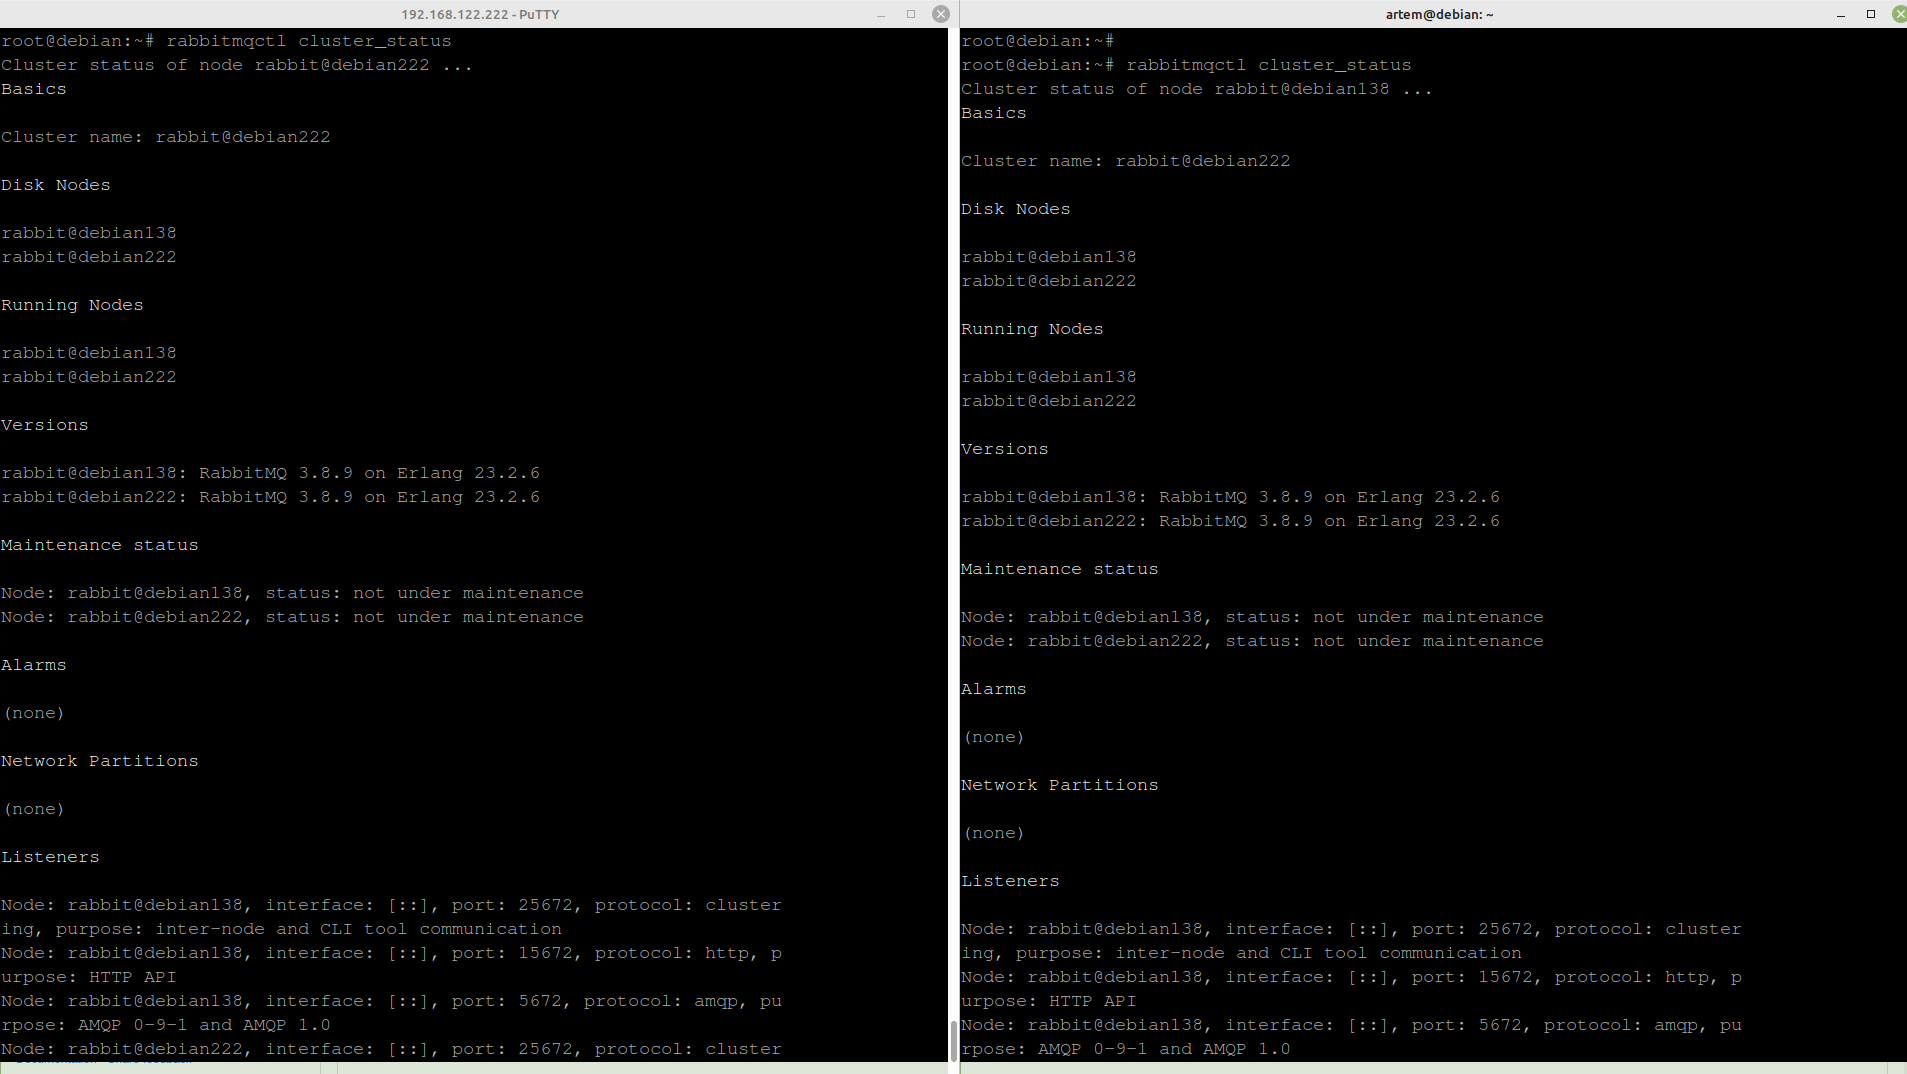 192.168.122.222 - PuTTY
root@debian:~# rabbitmqctl cluster_status
Cluster status of node rabbit@debian222 ...
Basics
Cluster name: rabbit@debian222
Disk Nodes
rabbit@debian138
rabbit@debian222
Running Nodes
rabbit@debian138
rabbit@debian222
Versions
rabbit@debian138: RabbitMQ 3.8.9 on Erlang 23.2.6
rabbit@debian222: RabbitMQ 3.8.9 on Erlang 23.2.6
Maintenance status
Node: rabbit@debian138, status: not under maintenance
Node: rabbit@debian222, status: not under maintenance
Alarms
(none)
Network Partitions
(none)
Listeners
Node: rabbit@debian138, interface: [::], port: 25672, protocol: cluster
ing, purpose: inter-node and CLI tool communication
Node: rabbit@debian138, interface: [::], port: 15672, protocol: http, p
urpose: HTTP API
Node: rabbit@debian138, interface: [::], port: 5672, protocol: amqp, pu
rpose: AMQP 0-9-1 and AMQP 1.0
Node: rabbit@debian222, interface: [::], port: 25672, protocol: cluster
artem@debian: ~
root@debian:~#
root@debian:~# rabbitmqctl cluster_status
Cluster status of node rabbit@debian138 ...
Basics
Cluster name: rabbit@debian222
Disk Nodes
rabbit@debian138
rabbit@debian222
Running Nodes
rabbit@debian138
rabbit@debian222
Versions
rabbit@debian138: RabbitMQ 3.8.9 on Erlang 23.2.6
rabbit@debian222: RabbitMQ 3.8.9 on Erlang 23.2.6
Maintenance status
Node: rabbit@debian138, status: not under maintenance
Node: rabbit@debian222, status: not under maintenance
Alarms
(none)
Network Partitions
(none)
Listeners
Node: rabbit@debian138, interface: [::], port: 25672, protocol: cluster
ing, purpose: inter-node and CLI tool communication
Node: rabbit@debian138, interface: [::], port: 15672, protocol: http, p
urpose: HTTP API
Node: rabbit@debian138, interface: [::], port: 5672, protocol: amqp, pu
rpose: AMQP 0-9-1 and AMQP 1.0